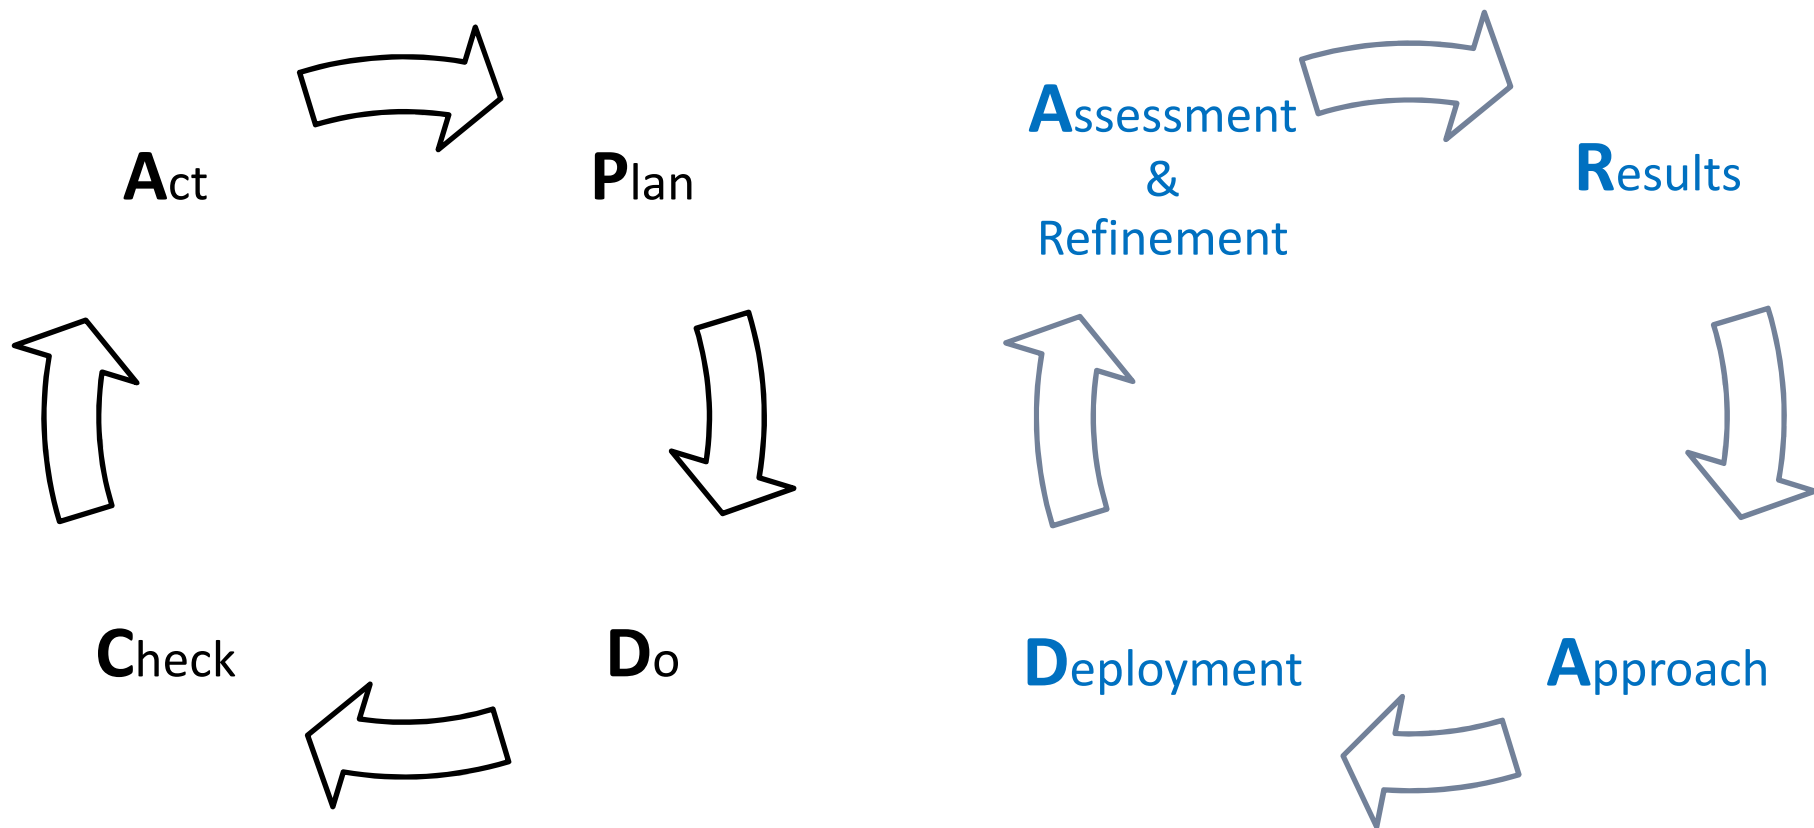 Act
Plan
Check
Do
Assessment
&
Refinement
Results
Deployment
Approach